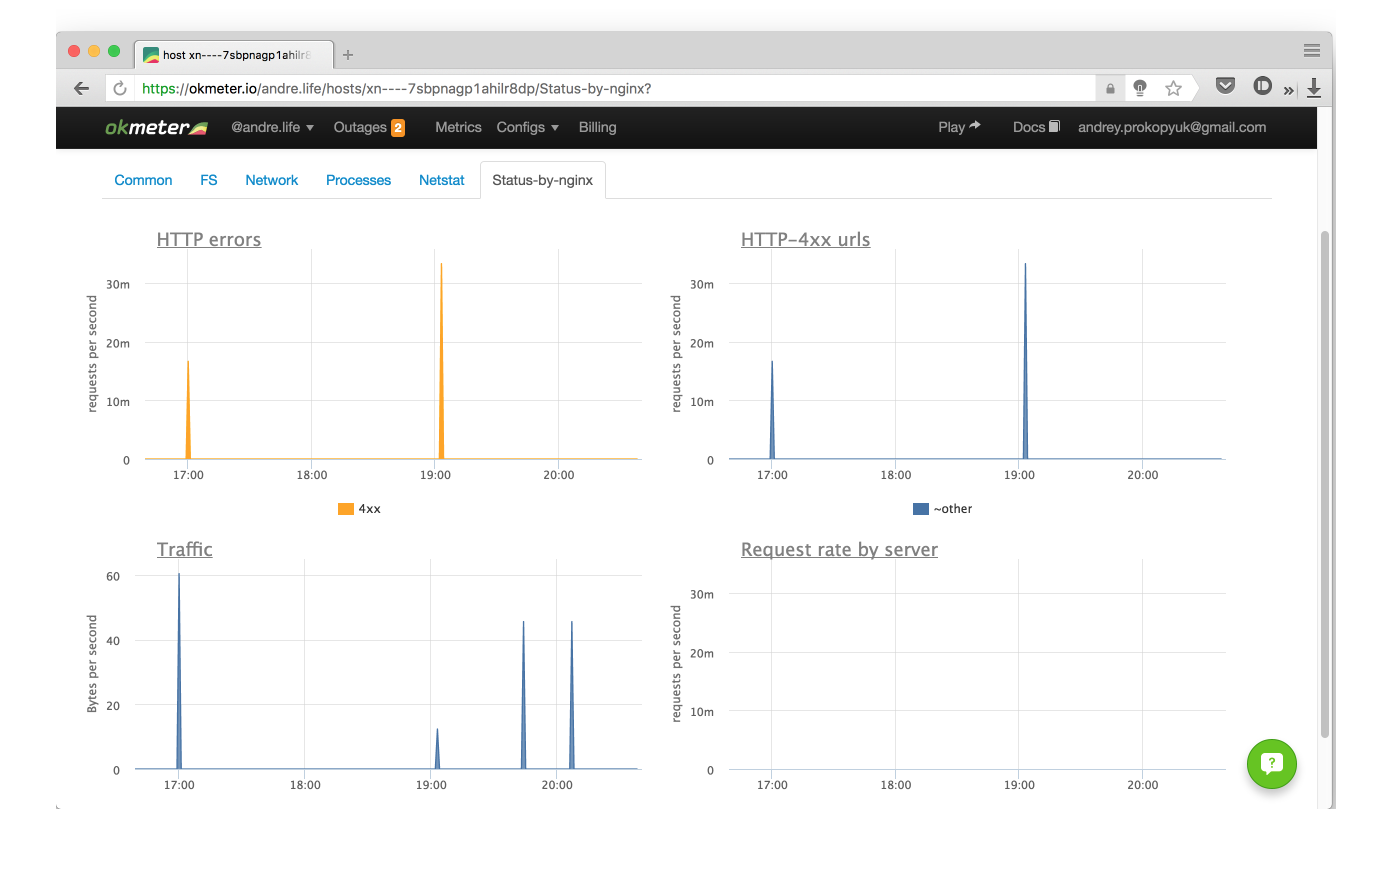 host xn----7sbpnagp1ahilr8
https://okmeter.io/andre.life/hosts/xn----7sbpnagp1ahilr8dp/Status-by-nginx?
okmeter @andre.life Outages 2 Metrics Configs Billing Play Docs andrey.prokopyuk@gmail.com
Common FS Network Processes Netstat Status-by-nginx
HTTP errors
requests per second
30m
20m
10m
0
17:00 18:00 19:00 20:00
4xx
HTTP-4xx urls
requests per second
30m
20m
10m
0
17:00 18:00 19:00 20:00
~other
Traffic
Bytes per second
60
40
20
0
17:00 18:00 19:00 20:00
Request rate by server
requests per second
30m
20m
10m
0
17:00 18:00 19:00 20:00
?